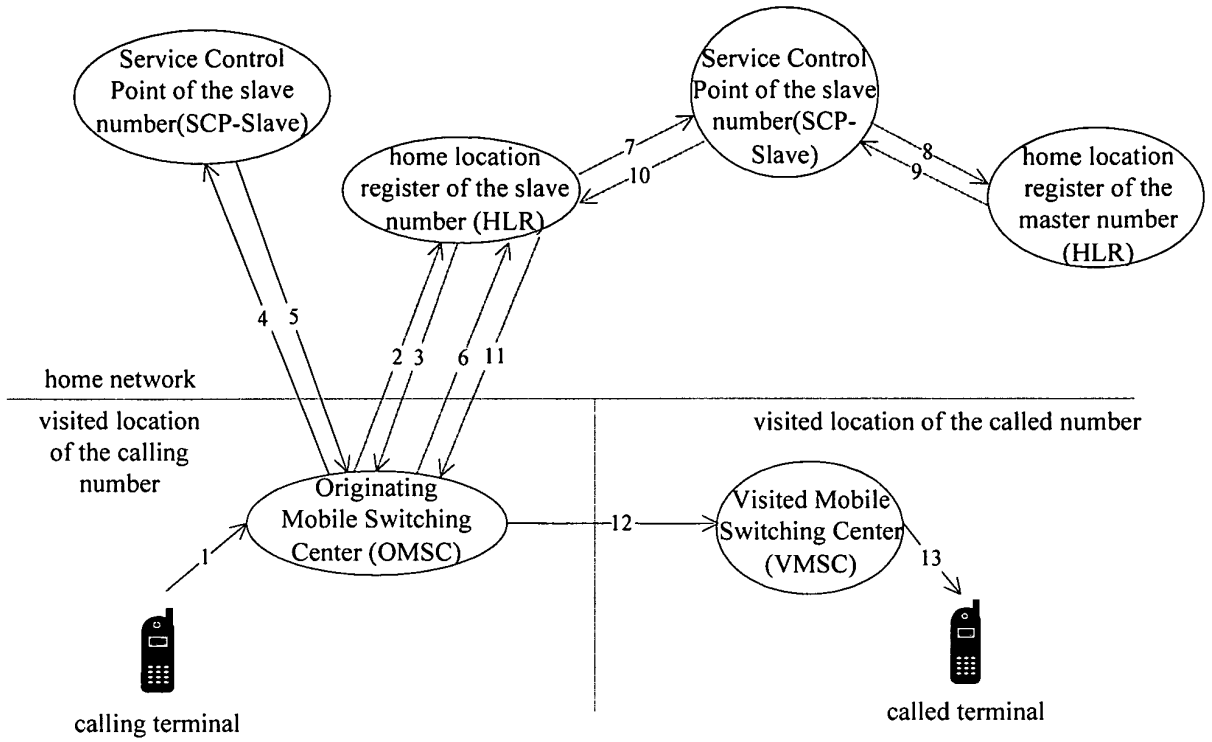 Service Control
Point of the slave
number(SCP-Slave)
Service Control
Point of the slave
number(SCP-
Slave)
home location
register of the slave
number (HLR)
home location
register of the
master number
(HLR)
7
10
8
9
4
5
2
3
6
11
home network
visited location
of the calling
number
visited location of the called number
Originating
Mobile Switching
Center (OMSC)
Visited Mobile
Switching Center
(VMSC)
1
12
13
calling terminal
called terminal